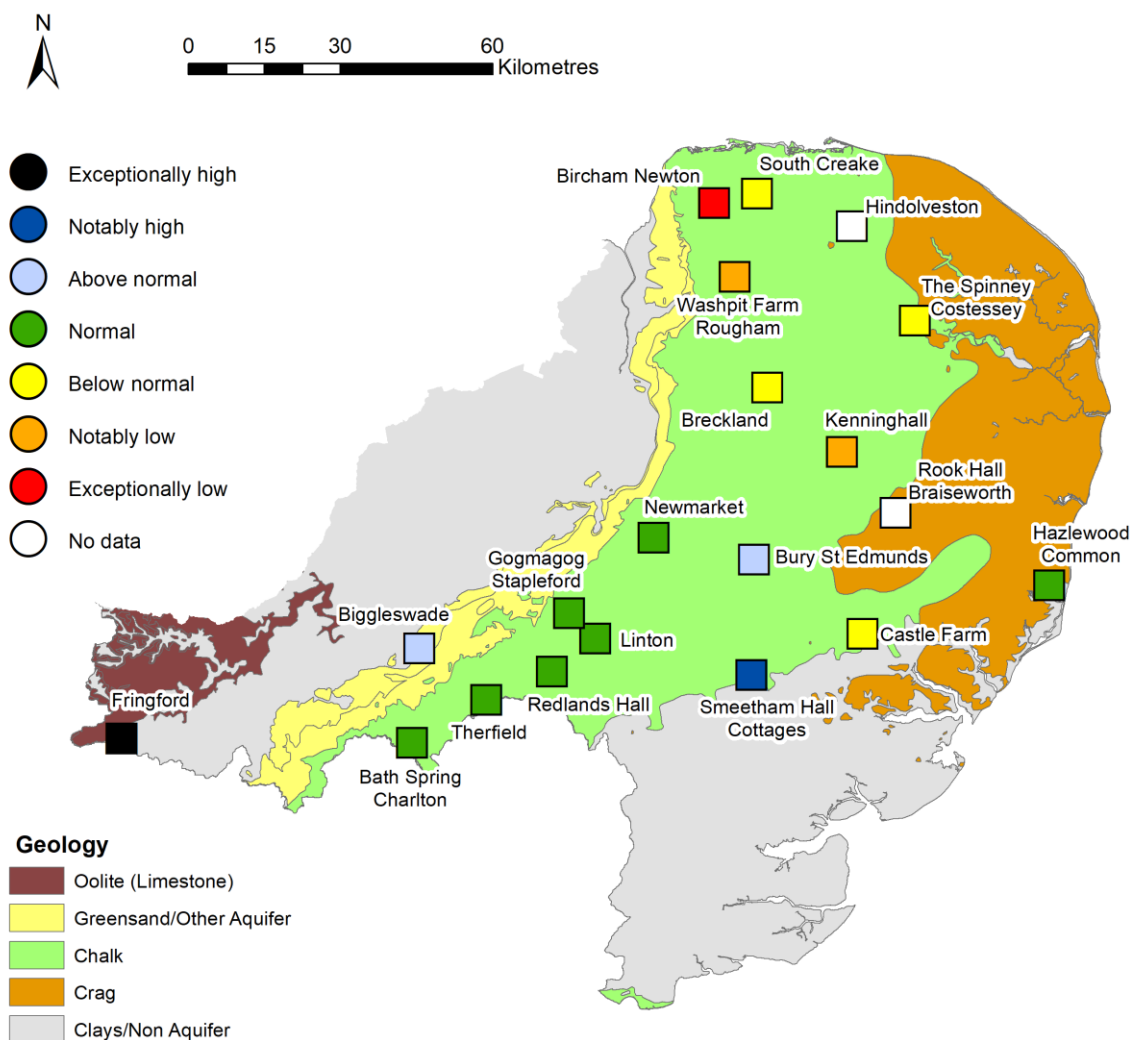 N
0 15 30 60
Kilometres
Exceptionally high
Notably high
Above normal
Normal
Below normal
Notably low
Exceptionally low
No data
South Creake
Bircham Newton
Hindolveston
The Spinney
Costessey
Washpit Farm
Rougham
Breckland
Kenninghall
Rook Hall
Braiseworth
Newmarket
Hazlewood
Common
Gogmagog
Stapleford
Bury St Edmunds
Biggleswade
Linton
Castle Farm
Fringford
Redlands Hall
Smeetham Hall
Cottages
Therfield
Bath Spring
Charlton
Geology
Oolite (Limestone)
Greensand/Other Aquifer
Chalk
Crag
Clays/Non Aquifer